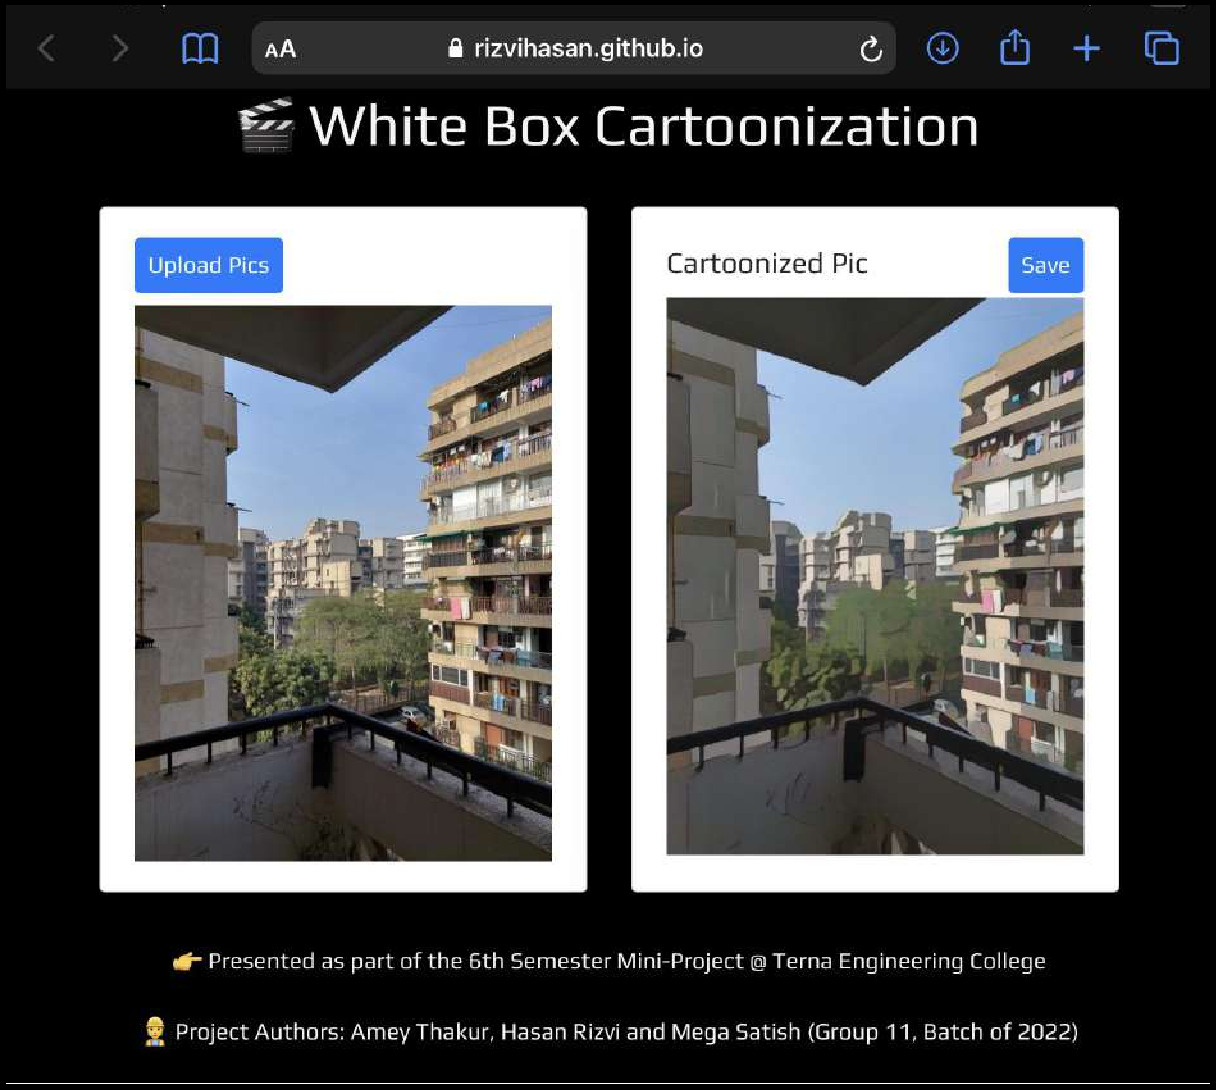 AA rizvihasan.github.io
🎬 White Box Cartoonization
Upload Pics
Cartoonized Pic
Save
👉 Presented as part of the 6th Semester Mini-Project @ Terna Engineering College
👷 Project Authors: Amey Thakur, Hasan Rizvi and Mega Satish (Group 11, Batch of 2022)